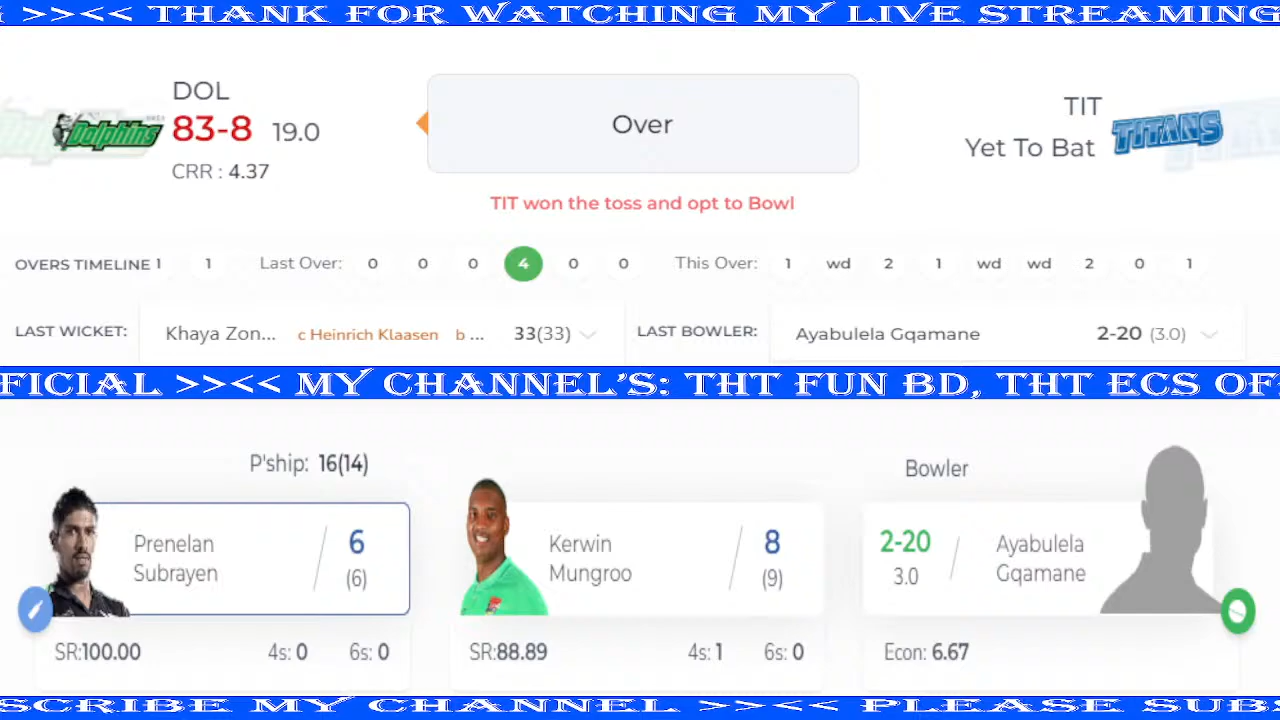 >><< THANK FOR WATCHING MY LIVE STREAMING
DOL
Dolphins
83-8 19.0
CRR : 4.37
Over
TIT
Yet To Bat
TITANS
TIT won the toss and opt to Bowl
OVERS TIMELINE 1 1 Last Over: 0 0 0 4 0 0 This Over: 1 wd 2 1 wd wd 2 0 1
LAST WICKET: Khaya Zon... c Heinrich Klaasen b ... 33(33) LAST BOWLER: Ayabulela Gqamane 2-20 (3.0)
FICIAL >><< MY CHANNEL'S: THT FUN BD, THT ECS OF
P'ship: 16(14)
Prenelan Subrayen 6 (6)
SR:100.00 4s: 0 6s: 0
Kerwin Mungroo 8 (9)
SR:88.89 4s: 1 6s: 0
Bowler
2-20 3.0 Ayabulela Gqamane
Econ: 6.67
SCRIBE MY CHANNEL >><< PLEASE SUBS